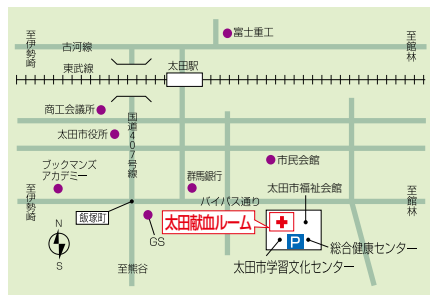 富士重工
至伊勢崎
古河線
至館林
東武線
太田駅
商工会議所
国道407号線
太田市役所
市民会館
ブックマンズ
アカデミー
群馬銀行
太田市福祉会館
至伊勢崎
バイパス通り
至館林
飯塚町
太田献血ルーム
N
GS
P
総合健康センター
S
至熊谷
太田市学習文化センター